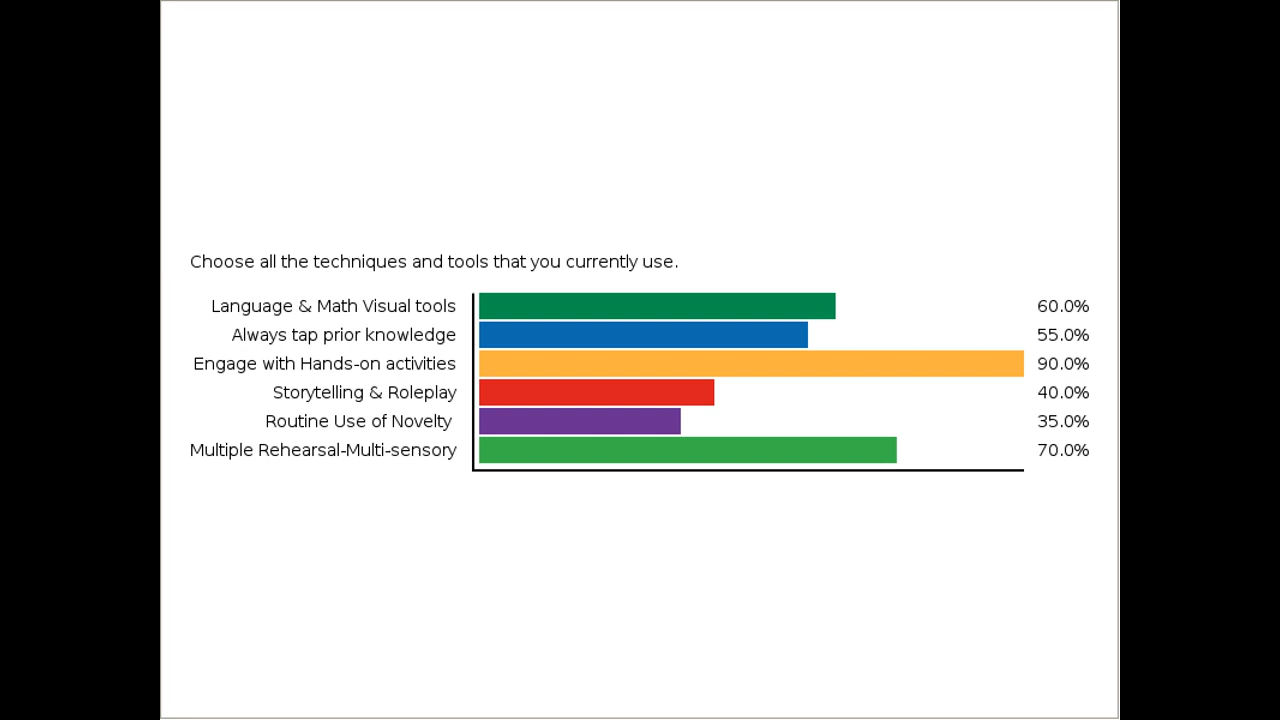 Choose all the techniques and tools that you currently use.
Language & Math Visual tools 60.0%
Always tap prior knowledge 55.0%
Engage with Hands-on activities 90.0%
Storytelling & Roleplay 40.0%
Routine Use of Novelty 35.0%
Multiple Rehearsal-Multi-sensory 70.0%